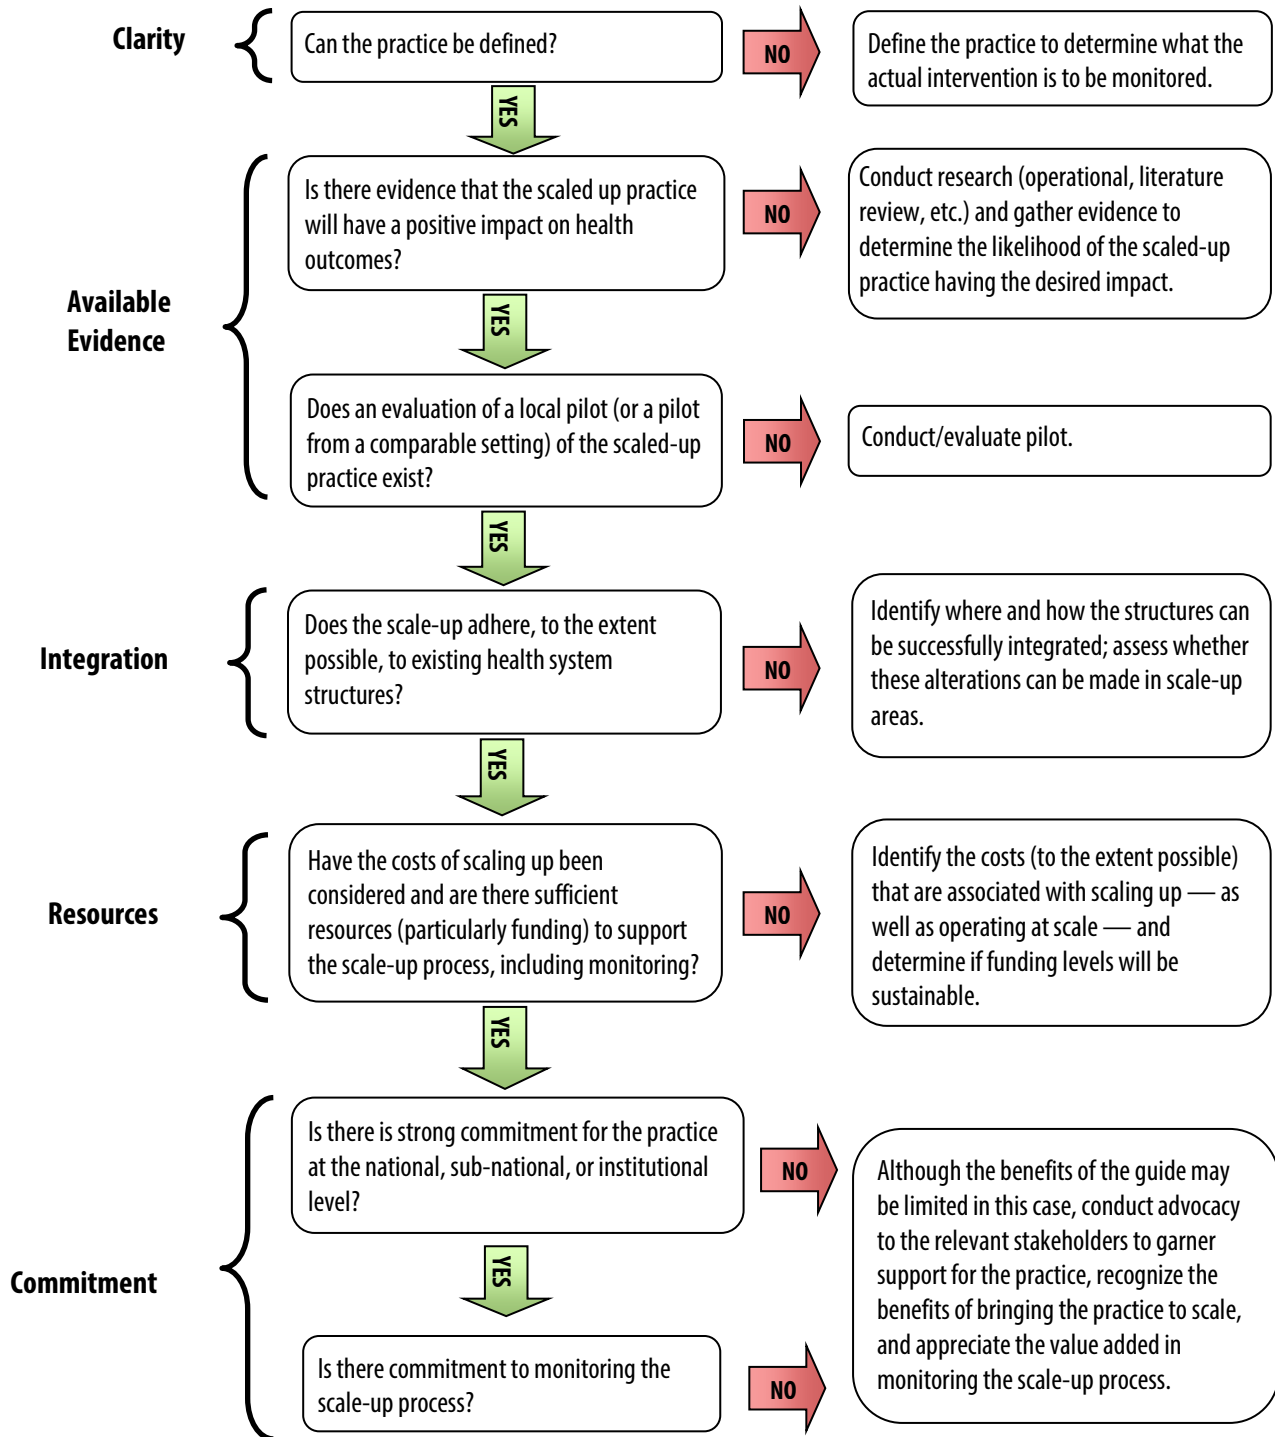 Clarity
Can the practice be defined?
NO
Define the practice to determine what the
actual intervention is to be monitored.
YES
Available
Evidence
Is there evidence that the scaled up practice
will have a positive impact on health
outcomes?
NO
Conduct research (operational, literature
review, etc.) and gather evidence to
determine the likelihood of the scaled-up
practice having the desired impact.
YES
Does an evaluation of a local pilot (or a pilot
from a comparable setting) of the scaled-up
practice exist?
NO
Conduct/evaluate pilot.
YES
Integration
Does the scale-up adhere, to the extent
possible, to existing health system
structures?
NO
Identify where and how the structures can
be successfully integrated; assess whether
these alterations can be made in scale-up
areas.
YES
Resources
Have the costs of scaling up been
considered and are there sufficient
resources (particularly funding) to support
the scale-up process, including monitoring?
NO
Identify the costs (to the extent possible)
that are associated with scaling up — as
well as operating at scale — and
determine if funding levels will be
sustainable.
YES
Commitment
Is there is strong commitment for the practice
at the national, sub-national, or institutional
level?
NO
Although the benefits of the guide may
be limited in this case, conduct advocacy
to the relevant stakeholders to garner
support for the practice, recognize the
benefits of bringing the practice to scale,
and appreciate the value added in
monitoring the scale-up process.
YES
Is there commitment to monitoring the
scale-up process?
NO